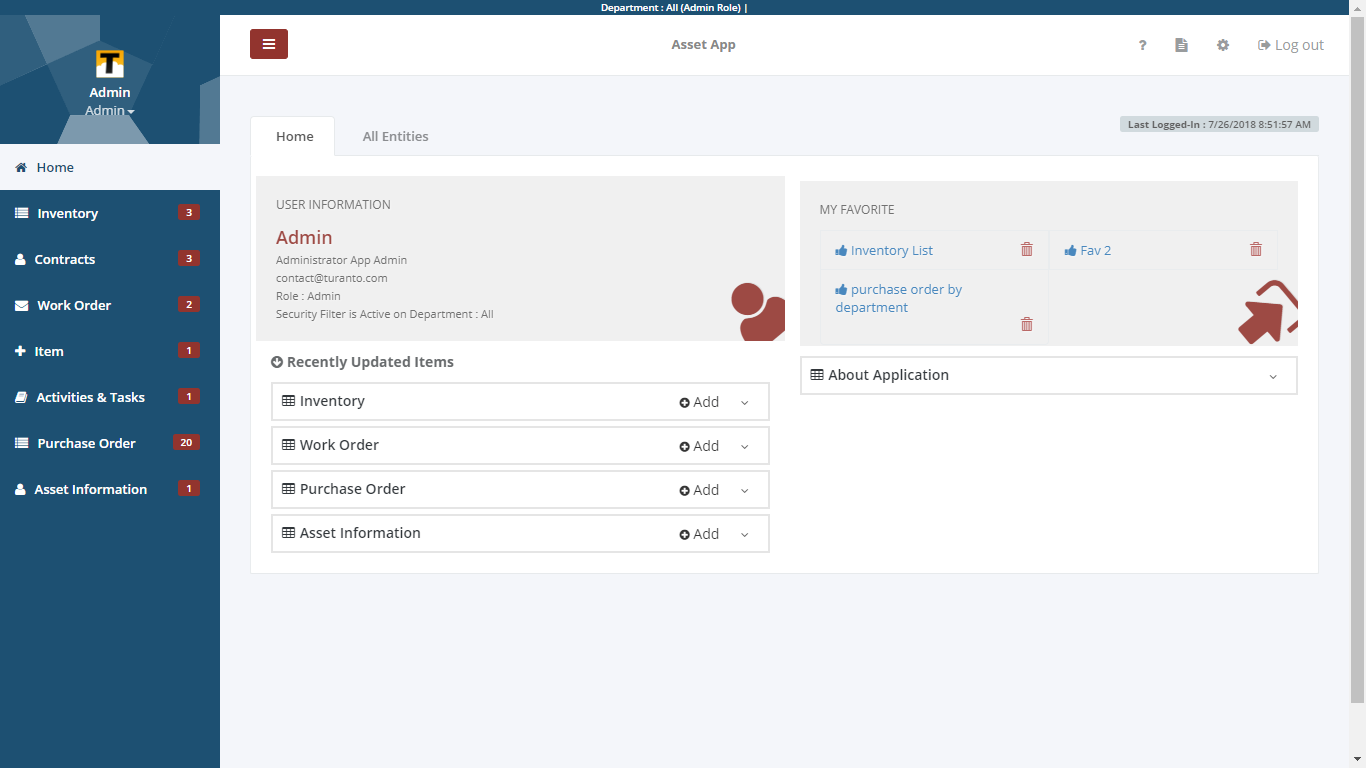 Department : All (Admin Role) |
T
Admin
Admin
Asset App
?
Log out
Home
Inventory 3
Contracts 3
Work Order 2
Item 1
Activities & Tasks 1
Purchase Order 20
Asset Information 1
Home
All Entities
Last Logged-In : 7/26/2018 8:51:57 AM
USER INFORMATION
Admin
Administrator App Admin
contact@turanto.com
Role : Admin
Security Filter is Active on Department : All
MY FAVORITE
Inventory List
Fav 2
purchase order by
department
Recently Updated Items
Inventory Add
Work Order Add
Purchase Order Add
Asset Information Add
About Application